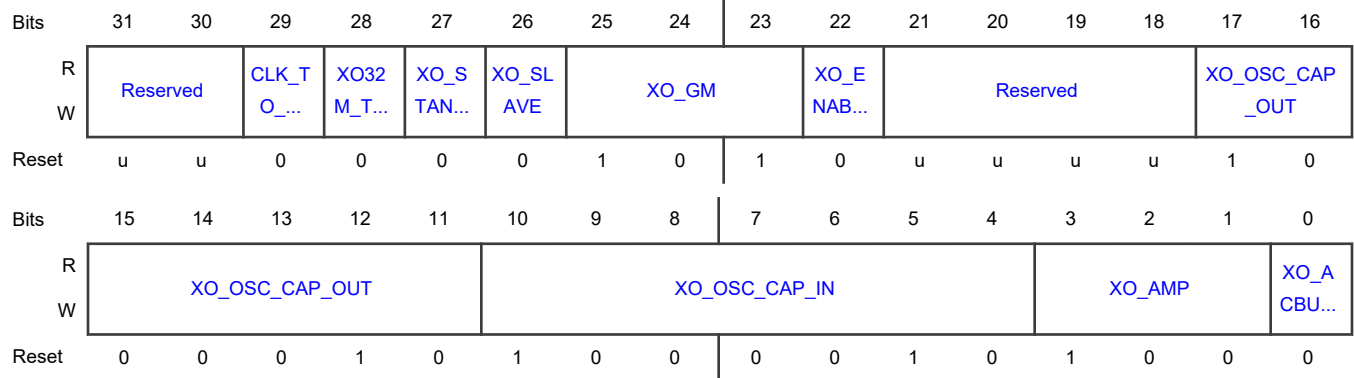 Bits 31 30 29 28 27 26 25 24 23 22 21 20 19 18 17 16
R
W
Reserved CLK_T XO32 XO_S XO_SL XO_GM XO_E Reserved XO_OSC_CAP
O_... M_T... TAN... AVE NAB... _OUT
Reset u u 0 0 0 0 1 0 1 0 u u u u 1 0
Bits 15 14 13 12 11 10 9 8 7 6 5 4 3 2 1 0
R
W
XO_OSC_CAP_OUT XO_OSC_CAP_IN XO_AMP XO_A
CBU...
Reset 0 0 0 1 0 1 0 0 0 0 1 0 1 0 0 0